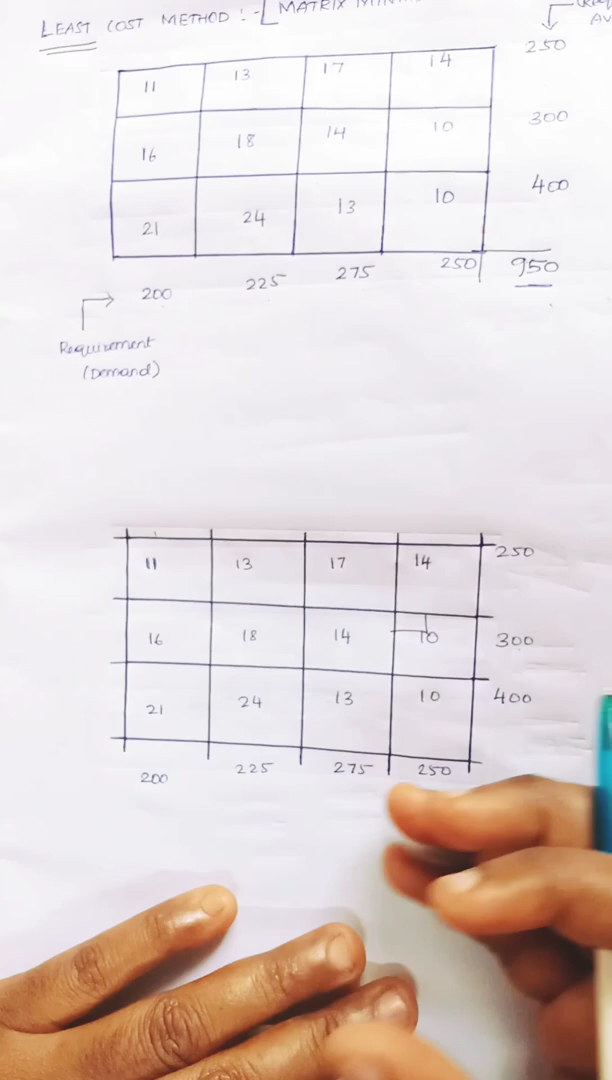 LEAST COST METHOD :- [MATRIX
250
11 13 17 14
300
16 18 14 10
400
21 24 13 10
200 225 275 250 950
Requirement
(Demand)
11 13 17 14 250
16 18 14 10 300
21 24 13 10 400
200 225 275 250